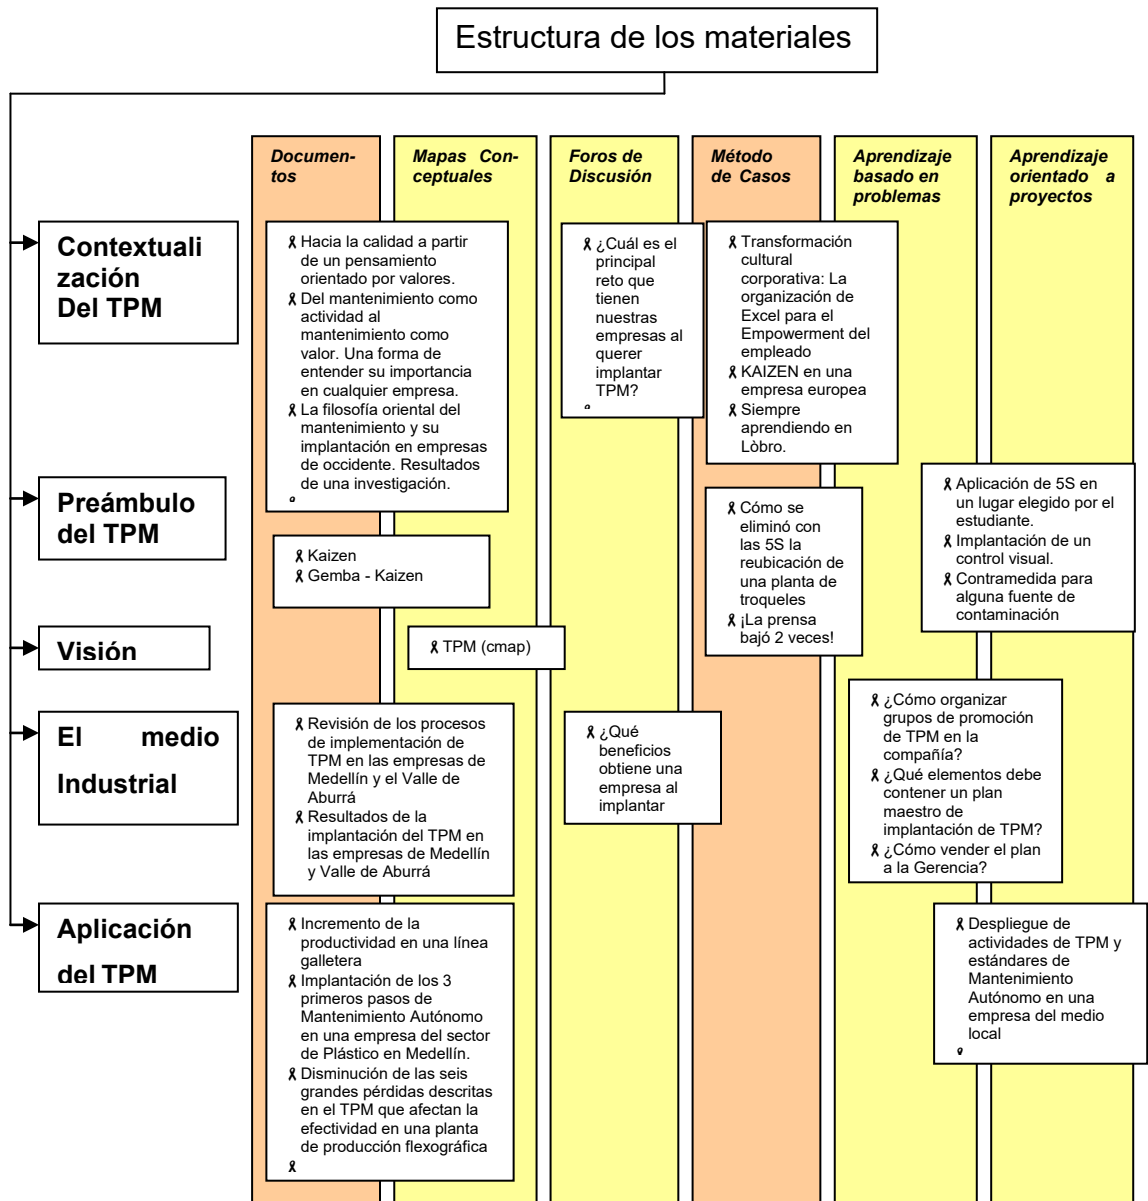 Estructura de los materiales
Documen-
tos
Mapas Con-
ceptuales
Foros de
Discusión
Método
de Casos
Aprendizaje
basado en
problemas
Aprendizaje
orientado a
proyectos
Contextuali
zación
Del TPM
Hacia la calidad a partir
de un pensamiento
orientado por valores.
Del mantenimiento como
actividad al
mantenimiento como
valor. Una forma de
entender su importancia
en cualquier empresa.
La filosofía oriental del
mantenimiento y su
implantación en empresas
de occidente. Resultados
de una investigación.
¿Cuál es el
principal
reto que
tienen
nuestras
empresas al
querer
implantar
TPM?
Transformación
cultural
corporativa: La
organización de
Excel para el
Empowerment del
empleado
KAIZEN en una
empresa europea
Siempre
aprendiendo en
Lòbro.
Preámbulo
del TPM
Kaizen
Gemba - Kaizen
Cómo se
eliminó con
las 5S la
reubicación de
una planta de
troqueles
¡La prensa
bajó 2 veces!
Aplicación de 5S en
un lugar elegido por el
estudiante.
Implantación de un
control visual.
Contramedida para
alguna fuente de
contaminación
Visión
TPM (cmap)
El medio
Industrial
Revisión de los procesos
de implementación de
TPM en las empresas de
Medellín y el Valle de
Aburrá
Resultados de la
implantación del TPM en
las empresas de Medellín
y Valle de Aburrá
¿Qué
beneficios
obtiene una
empresa al
implantar
¿Cómo organizar
grupos de promoción
de TPM en la
compañía?
¿Qué elementos debe
contener un plan
maestro de
implantación de TPM?
¿Cómo vender el plan
a la Gerencia?
Aplicación
del TPM
Incremento de la
productividad en una línea
galletera
Implantación de los 3
primeros pasos de
Mantenimiento Autónomo
en una empresa del sector
de Plástico en Medellín.
Disminución de las seis
grandes pérdidas descritas
en el TPM que afectan la
efectividad en una planta
de producción flexográfica
Despliegue de
actividades de TPM y
estándares de
Mantenimiento
Autónomo en una
empresa del medio
local